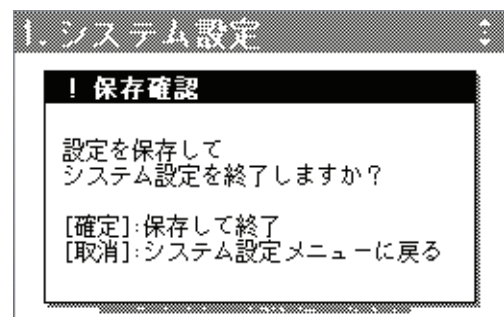 1.システム設定
! 保存確認
設定を保存して
システム設定を終了しますか?
[確定]:保存して終了
[取消]:システム設定メニューに戻る